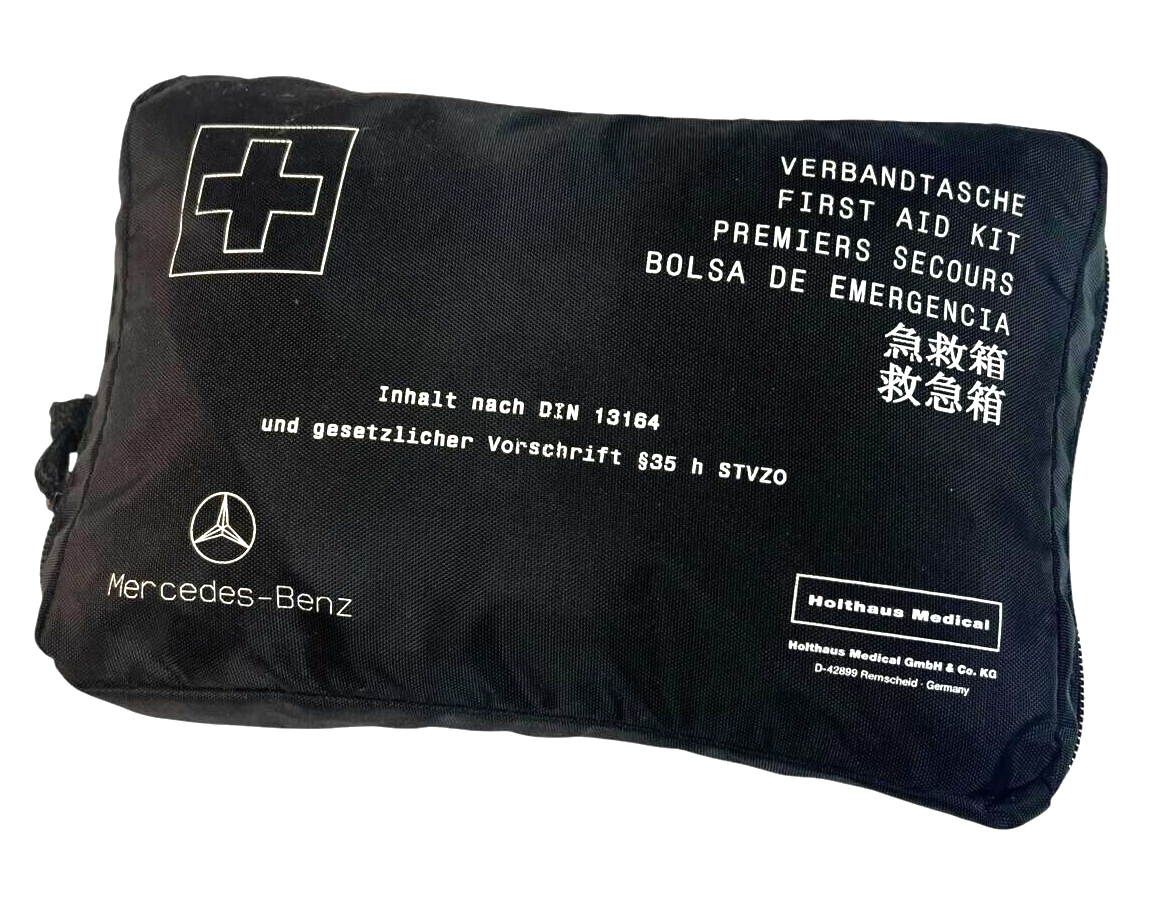 VERBANDTASCHE
FIRST AID KIT
PREMIERS SECOURS
BOLSA DE EMERGENCIA
急救箱
救急箱
Inhalt nach DIN 13164
und gesetzlicher Vorschrift §35 h STVZO
Mercedes-Benz
Holthaus Medical
Holthaus Medical GmbH & Co. KG
D-42899 Remscheid · Germany